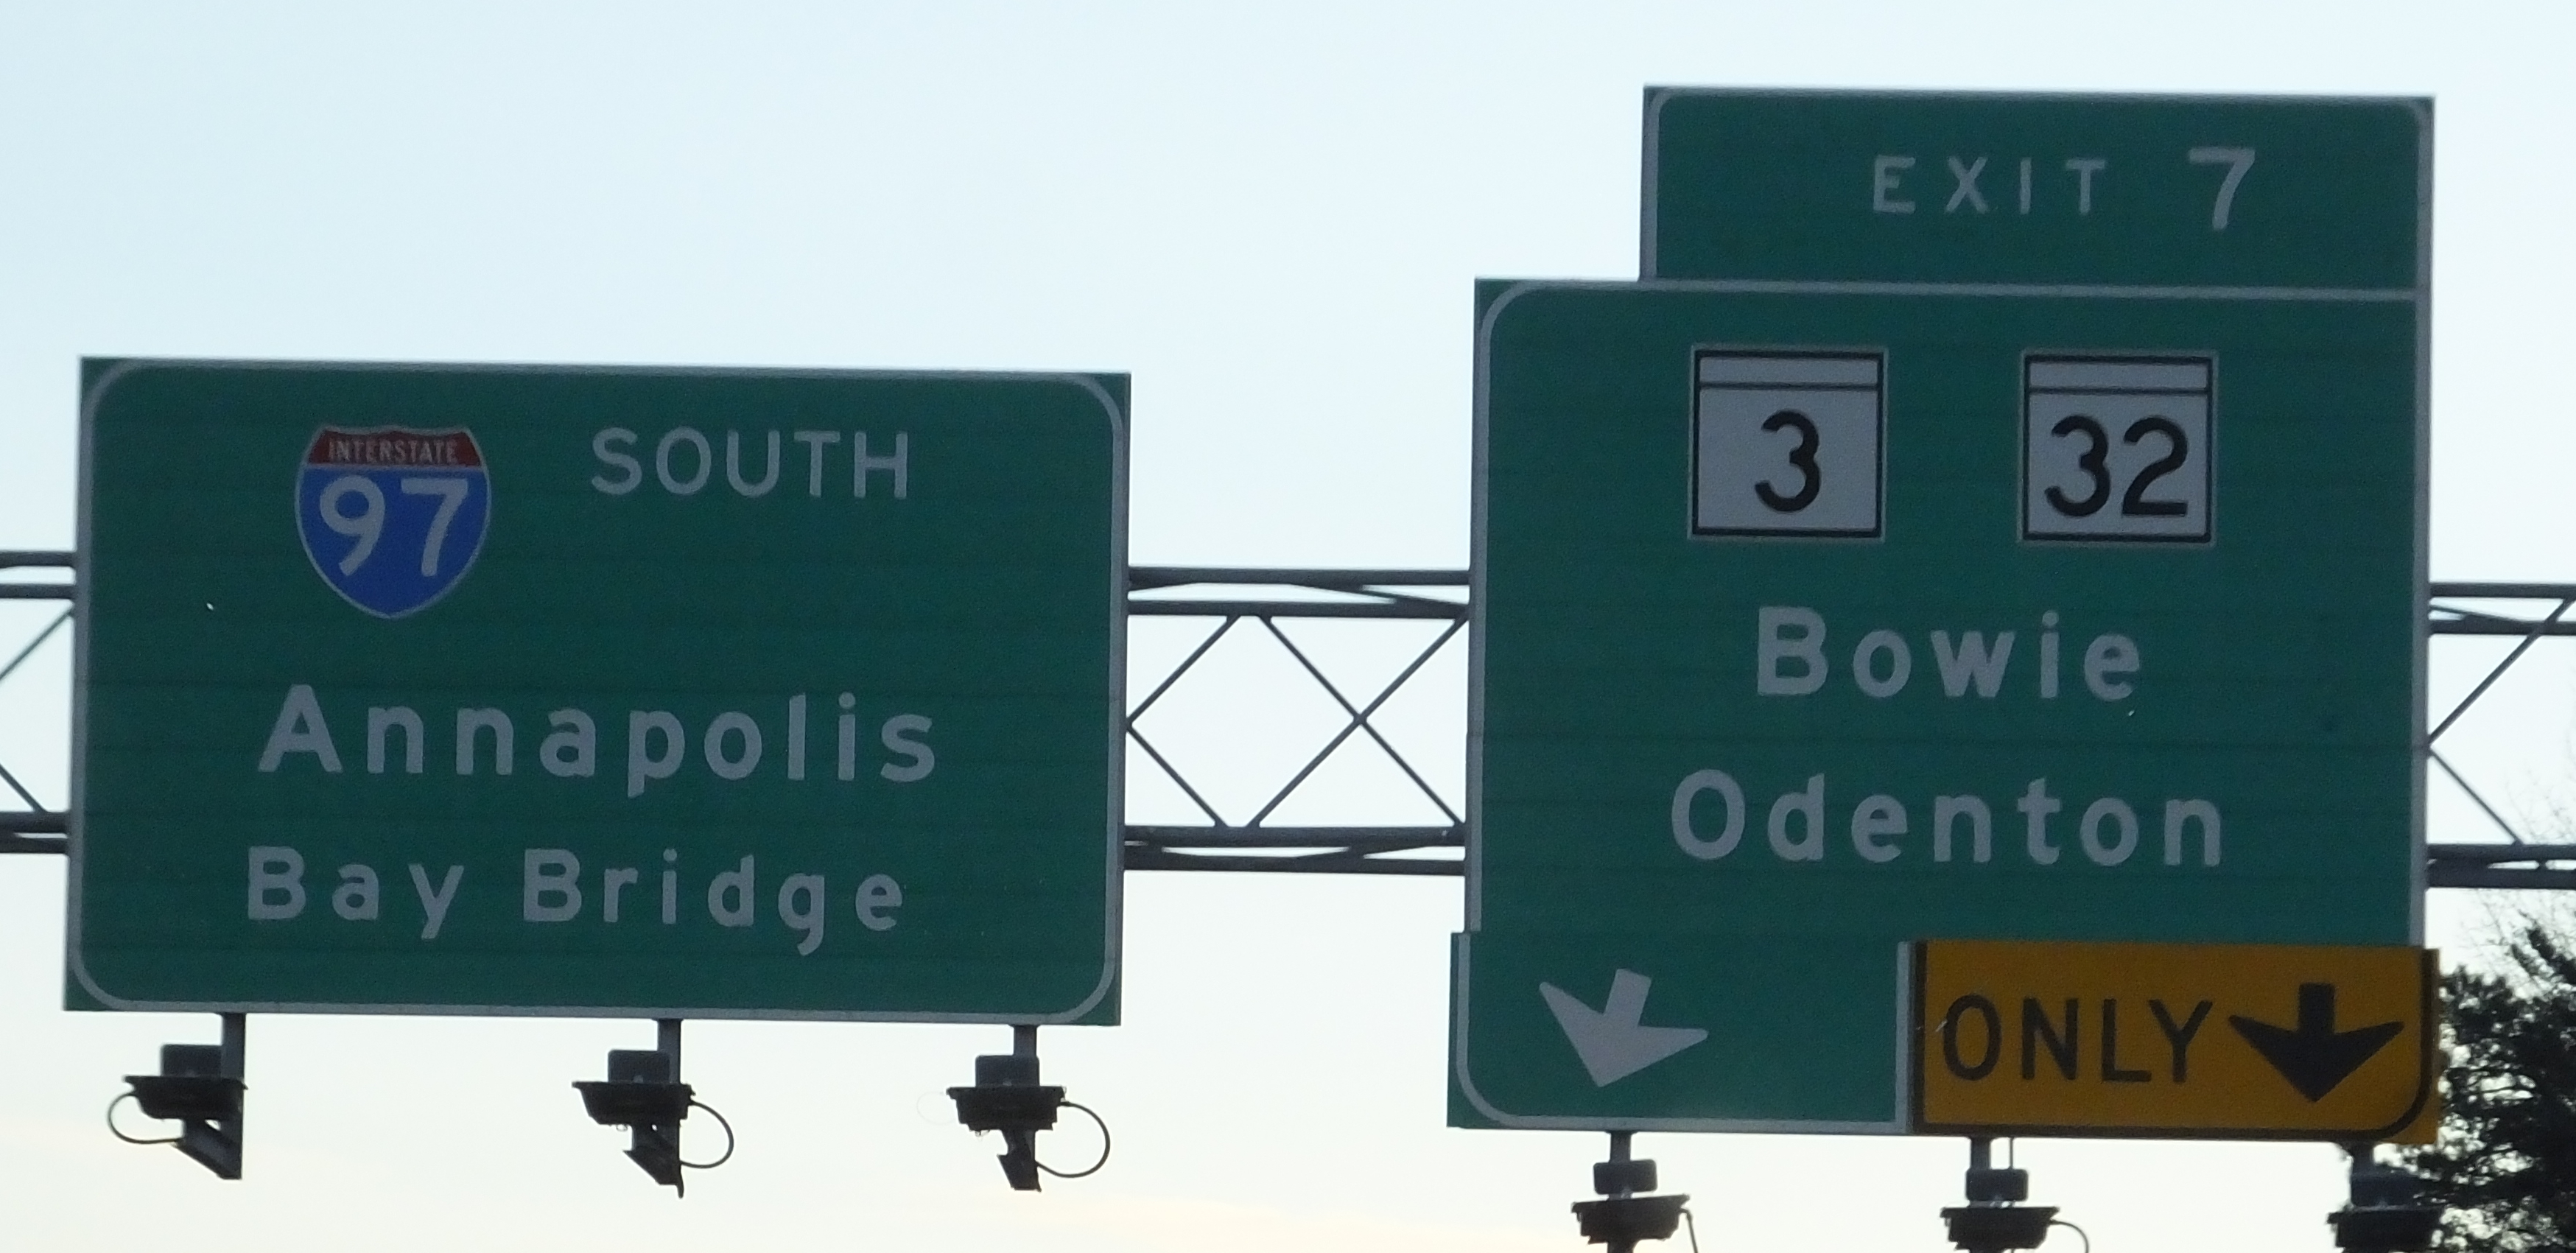 INTERSTATE
97
SOUTH
Annapolis
Bay Bridge
EXIT 7
3 32
Bowie
Odenton
ONLY